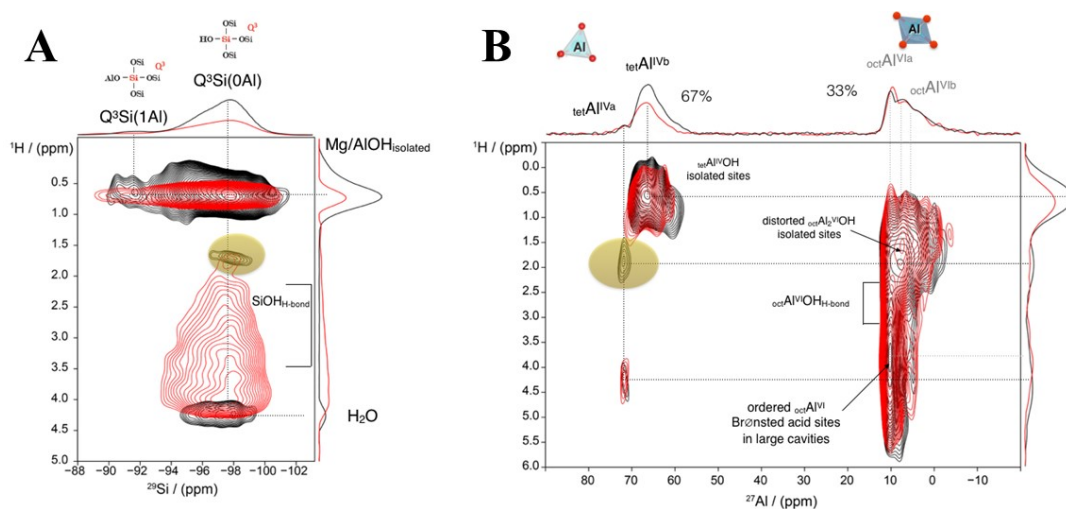 A
OSi
HO-Si-OSi
OSi
Q³
OSi
AlO-Si-OSi
OSi
Q³
Q³Si(0Al)
Q³Si(1Al)
¹H / (ppm)
Mg/AlOHisolated
0.5
1.0
1.5
2.0
2.5
3.0
3.5
4.0
4.5
5.0
SiOHH-bond
H₂O
−88 −90 −92 −94 −96 −98 −100 −102
²⁹Si / (ppm)
B
Al
Al
tetAlIVb
tetAlIVa
67%
33%
octAlVIa
octAlVIb
¹H / (ppm)
0.0
0.5
1.0
1.5
2.0
2.5
3.0
3.5
4.0
4.5
5.0
5.5
6.0
tetAlIVOH
isolated sites
distorted octAl₂VIOH
isolated sites
octAlVIOHH-bond
ordered octAlVI
Brønsted acid sites
in large cavities
80 70 60 50 40 30 20 10 0 −10
²⁷Al / (ppm)